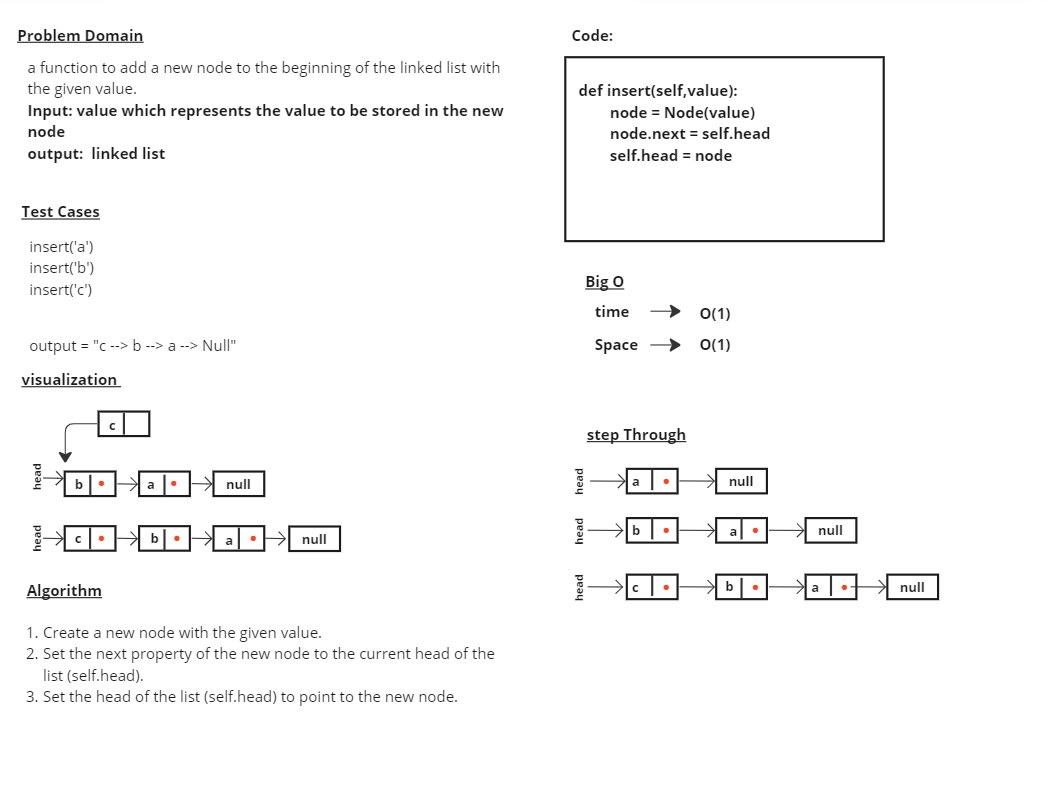 Problem Domain
a function to add a new node to the beginning of the linked list with
the given value.
Input: value which represents the value to be stored in the new
node
output:  linked list
Test Cases
insert('a')
insert('b')
insert('c')
output = "c --> b --> a --> Null"
visualization
c
head
b
a
null
head
c
b
a
null
Algorithm
1. Create a new node with the given value.
2. Set the next property of the new node to the current head of the
list (self.head).
3. Set the head of the list (self.head) to point to the new node.
Code:
def insert(self,value):
node = Node(value)
node.next = self.head
self.head = node
Big O
time O(1)
Space O(1)
step Through
head
a
null
head
b
a
null
head
c
b
a
null